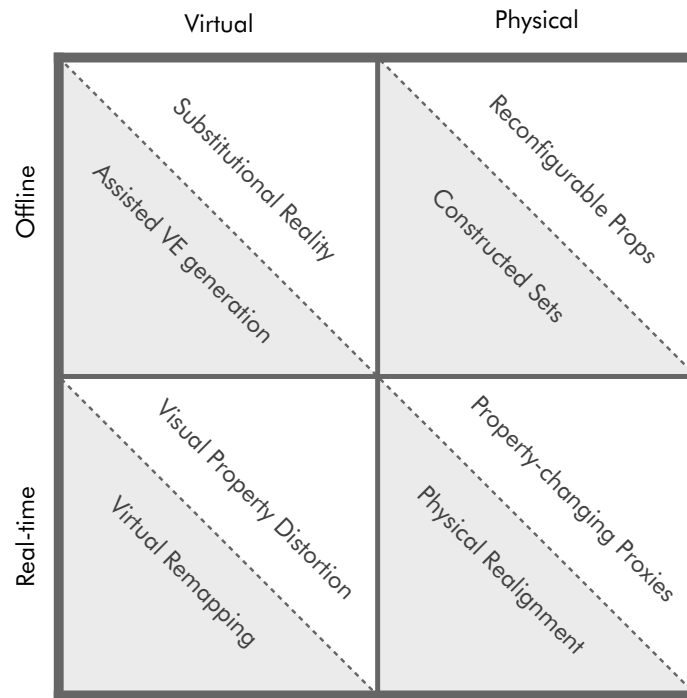 Virtual
Physical
Offline
Substitutional Reality
Assisted VE generation
Reconfigurable Props
Constructed Sets
Real-time
Visual Property Distortion
Virtual Remapping
Property-changing Proxies
Physical Realignment